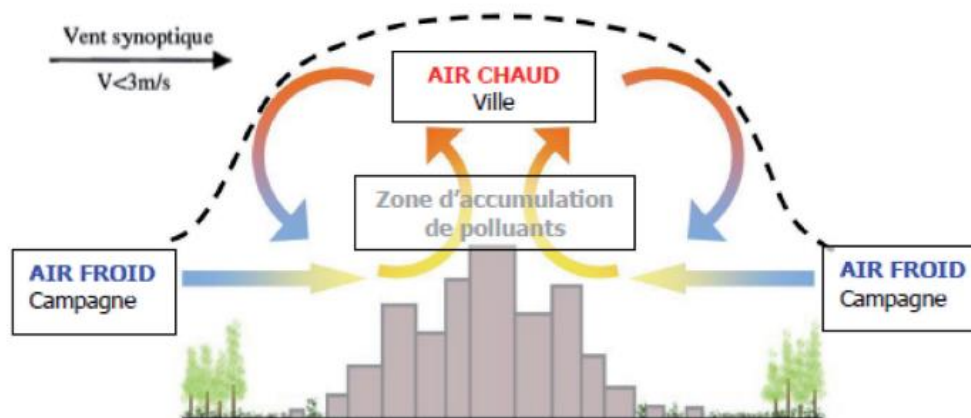 Vent synoptique
V<3m/s
AIR CHAUD
Ville
Zone d'accumulation
de polluants
AIR FROID
Campagne
AIR FROID
Campagne